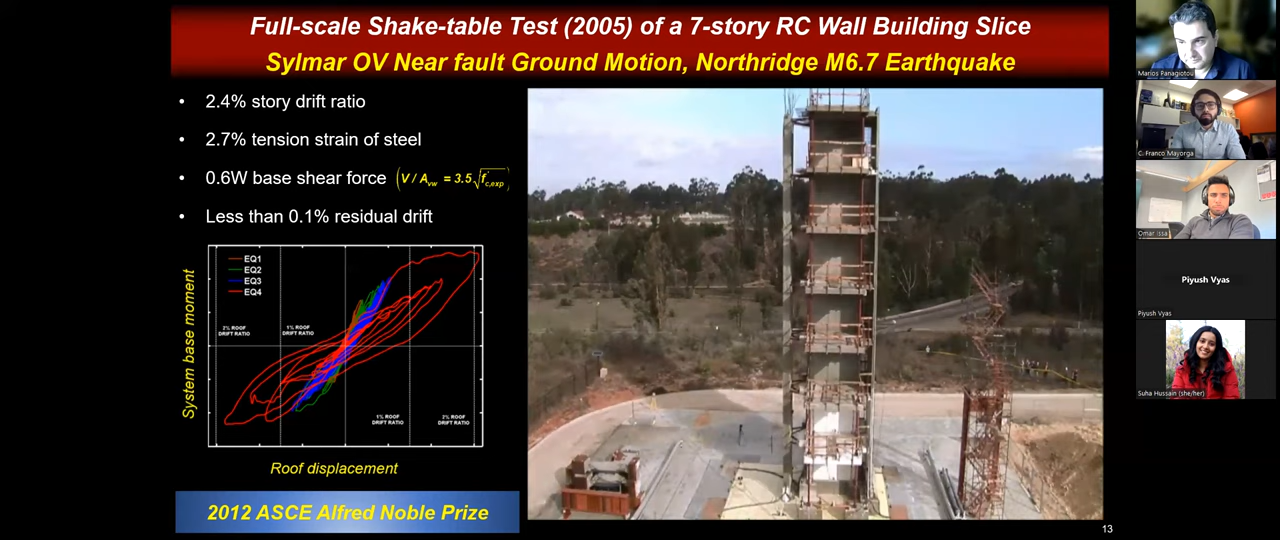 Full-scale Shake-table Test (2005) of a 7-story RC Wall Building Slice
Sylmar OV Near fault Ground Motion, Northridge M6.7 Earthquake
• 2.4% story drift ratio
• 2.7% tension strain of steel
• 0.6W base shear force (V / Avw = 3.5√f'c,exp)
• Less than 0.1% residual drift
System base moment
EQ1
EQ2
EQ3
EQ4
2% ROOF
DRIFT RATIO
1% ROOF
DRIFT RATIO
1% ROOF
DRIFT RATIO
2% ROOF
DRIFT RATIO
Roof displacement
2012 ASCE Alfred Noble Prize
13
Marios Panagiotou
C. Franco Mayorga
Omar Issa
Piyush Vyas
Piyush Vyas
Suha Hussain (she/her)